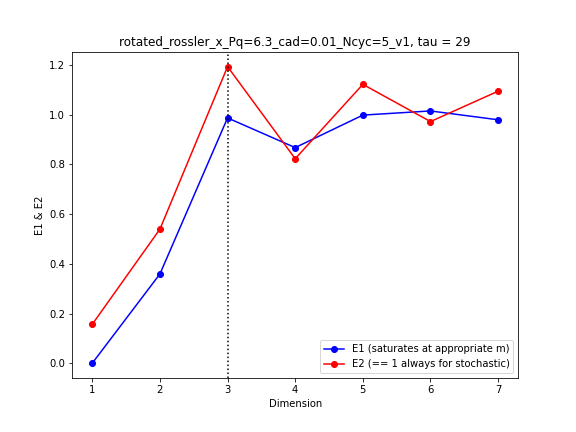 rotated_rossler_x_Pq=6.3_cad=0.01_Ncyc=5_v1, tau = 29
E1 & E2
1.2
1.0
0.8
0.6
0.4
0.2
0.0
E1 (saturates at appropriate m)
E2 (== 1 always for stochastic)
1 2 3 4 5 6 7
Dimension